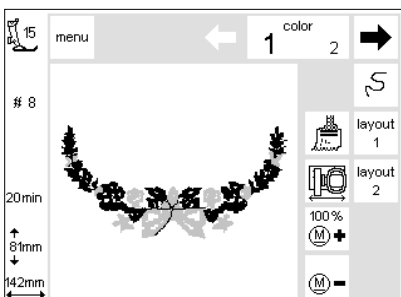 15
menu
color
1 2
# 8
layout
1
layout
2
20min
100%
M +
81mm
M -
142mm